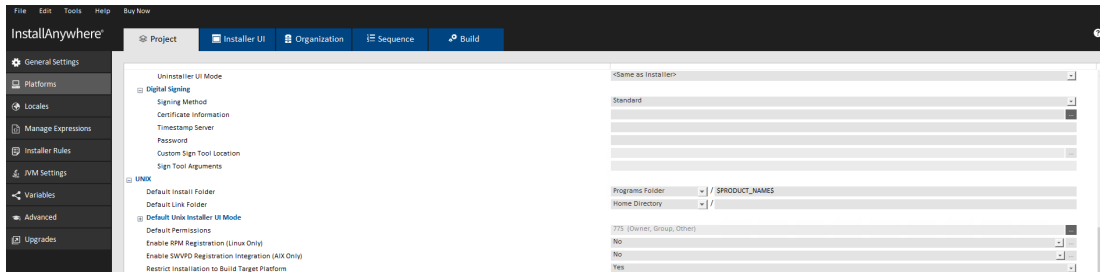 File Edit Tools Help Buy Now
InstallAnywhere®
Project Installer UI Organization Sequence Build
General Settings
Platforms
Locales
Manage Expressions
Installer Rules
JVM Settings
Variables
Advanced
Upgrades
Uninstaller UI Mode <Same as Installer>
Digital Signing
Signing Method Standard
Certificate Information ...
Timestamp Server
Password
Custom Sign Tool Location ...
Sign Tool Arguments
UNIX
Default Install Folder Programs Folder / $PRODUCT_NAME$
Default Link Folder Home Directory /
Default Unix Installer UI Mode
Default Permissions 775 (Owner, Group, Other) ...
Enable RPM Registration (Linux Only) No ...
Enable SWVPD Registration Integration (AIX Only) No ...
Restrict Installation to Build Target Platform Yes